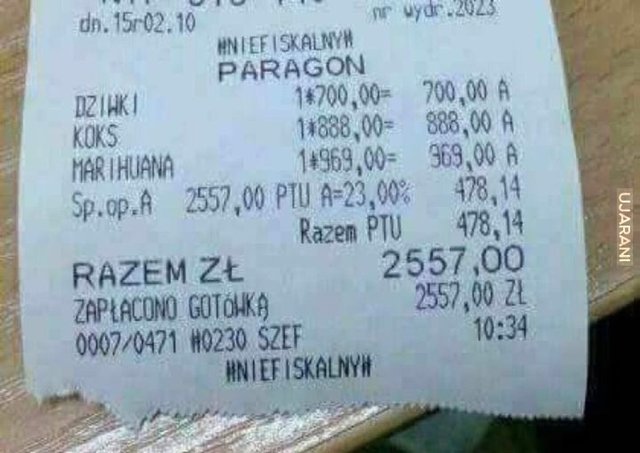 dn.15r02.10 nr wydr.2023
#NIEFISKALNY#
PARAGON
DZIWKI 1*700,00= 700,00 A
KOKS 1*888,00= 888,00 A
MARIHUANA 1*969,00= 969,00 A
Sp.op.A 2557,00 PTU A=23,00% 478,14
Razem PTU 478,14
RAZEM ZŁ 2557,00
ZAPŁACONO GOTÓWKĄ 2557,00 ZŁ
0007/0471 #0230 SZEF 10:34
#NIEFISKALNY#
UJARANI